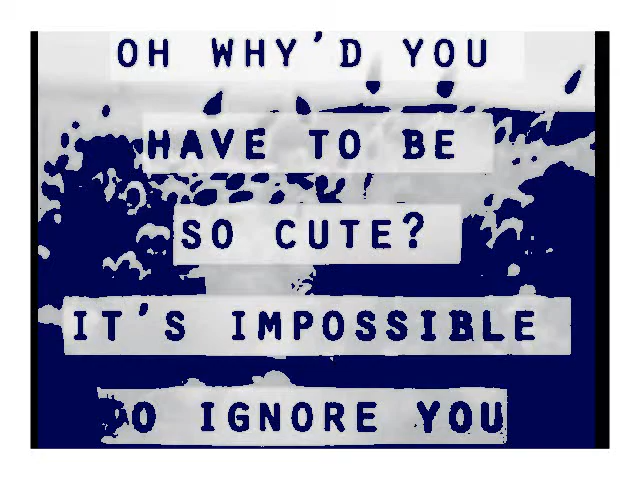 OH WHY'D YOU
HAVE TO BE
SO CUTE?
IT'S IMPOSSIBLE
IGNORE YOU